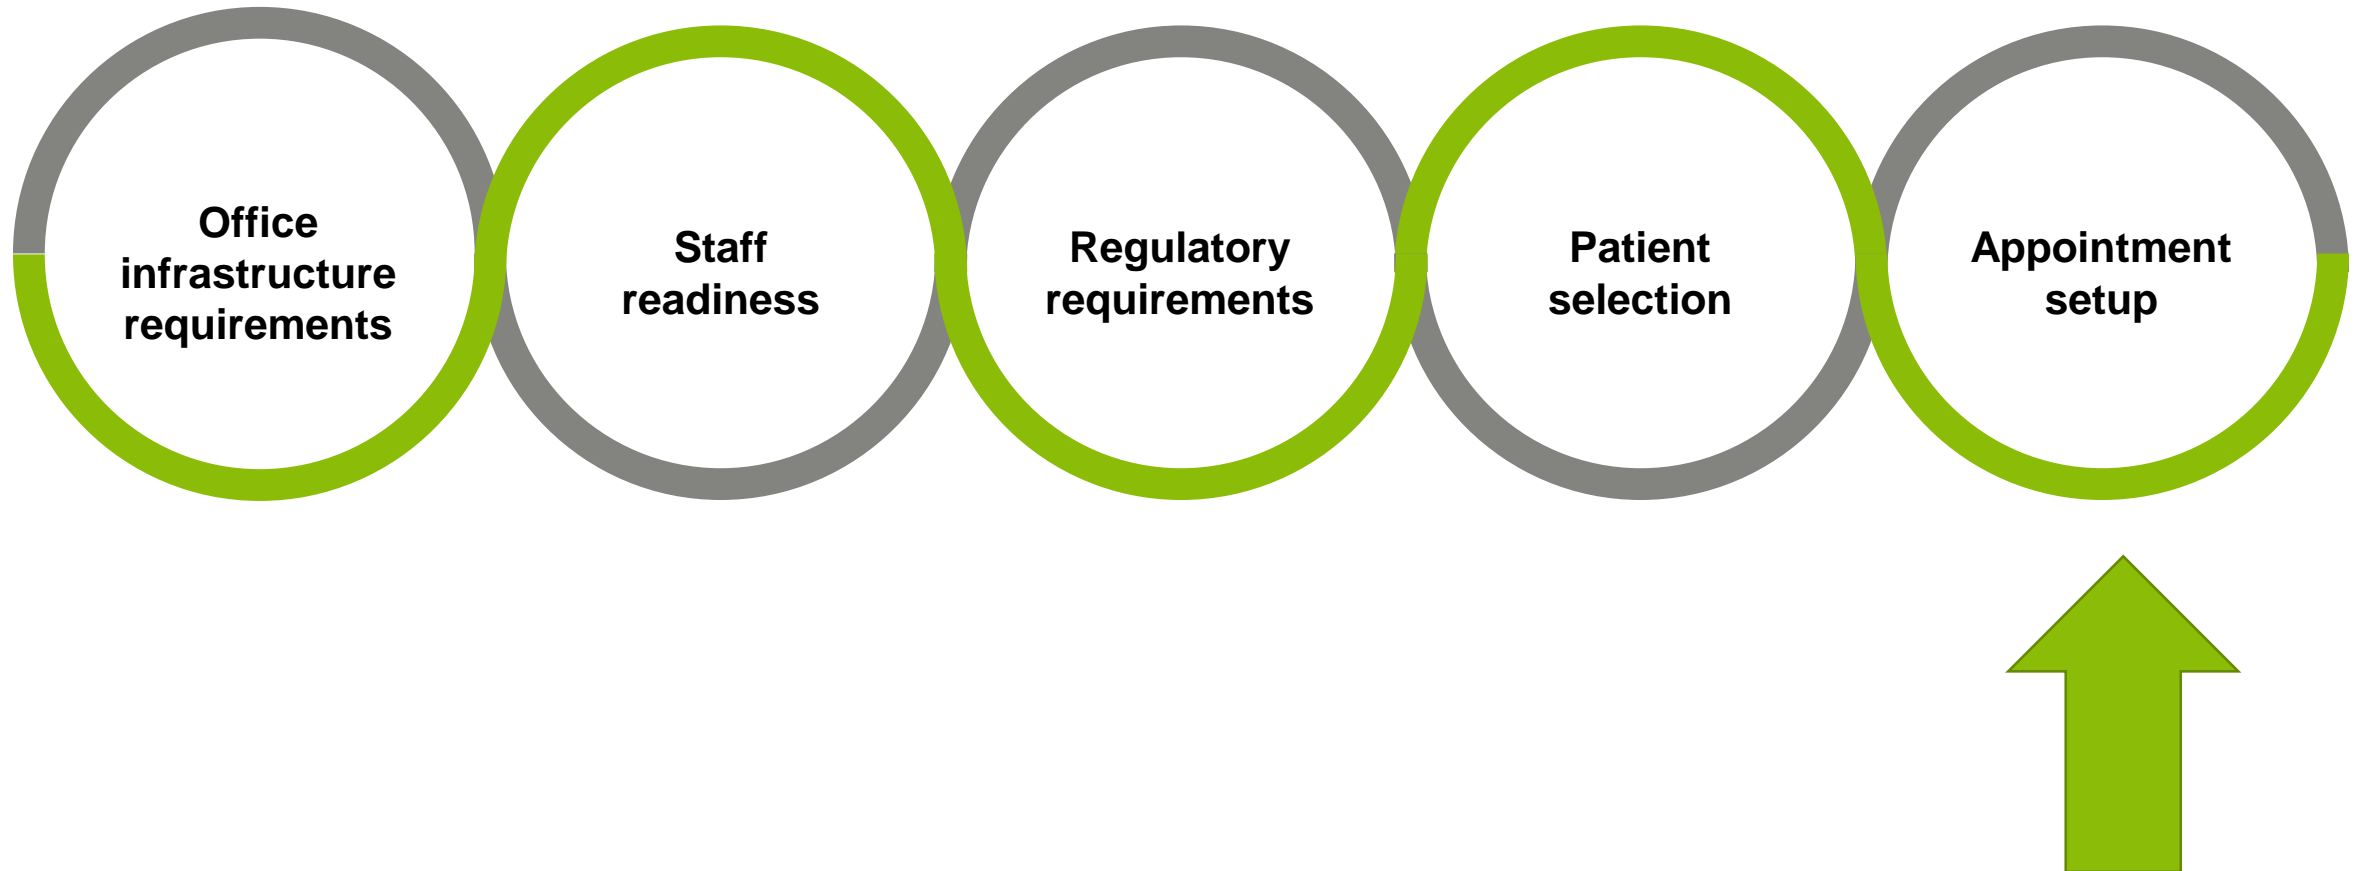 Office
infrastructure
requirements
Staff
readiness
Regulatory
requirements
Patient
selection
Appointment
setup